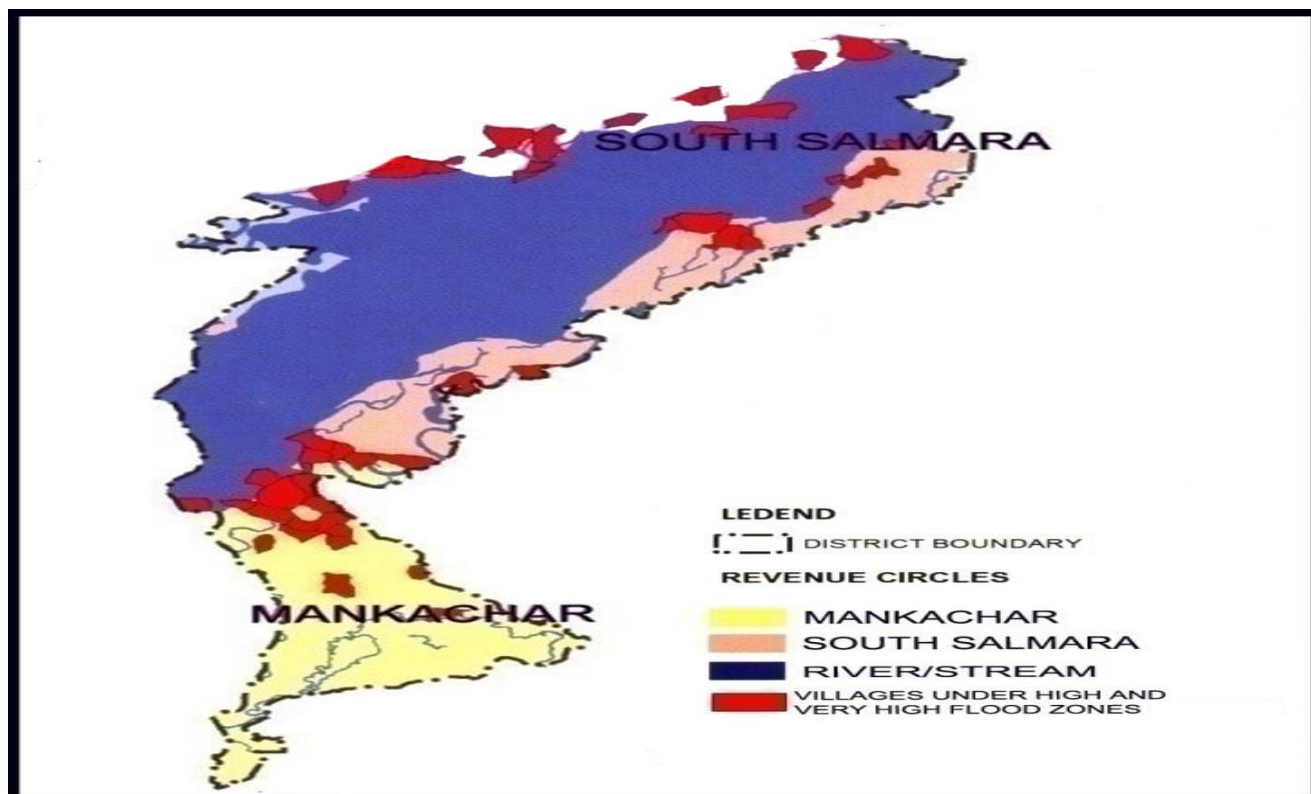 SOUTH SALMARA
MANKACHAR
LEDEND
DISTRICT BOUNDARY
REVENUE CIRCLES
MANKACHAR
SOUTH SALMARA
RIVER/STREAM
VILLAGES UNDER HIGH AND
VERY HIGH FLOOD ZONES